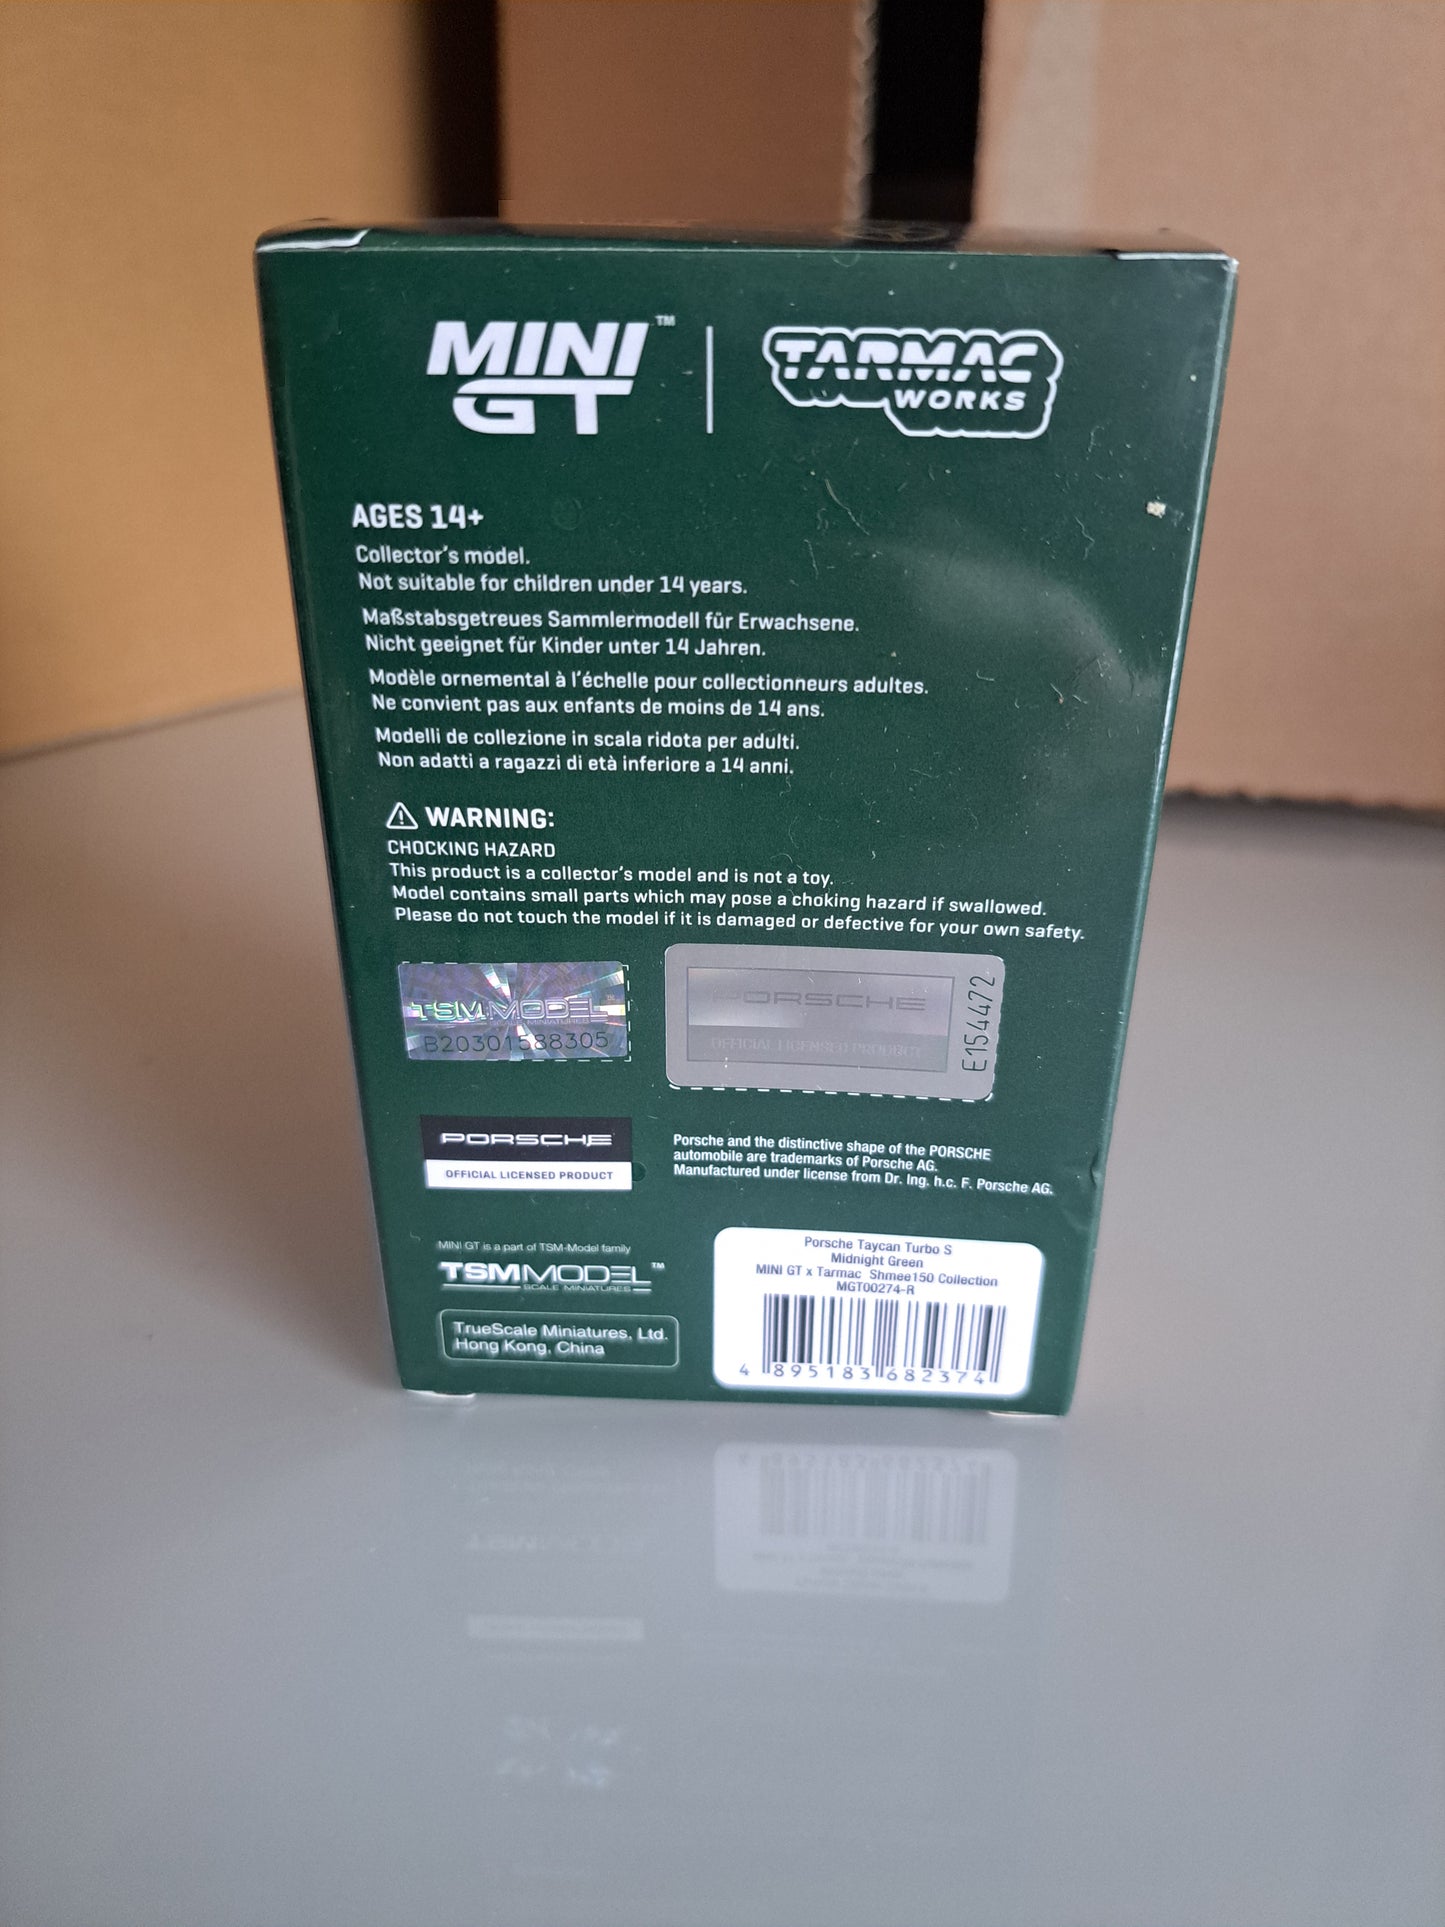 MINI™
GT
TARMAC
WORKS
AGES 14+
Collector's model.
Not suitable for children under 14 years.
Maßstabsgetreues Sammlermodell für Erwachsene.
Nicht geeignet für Kinder unter 14 Jahren.
Modèle ornemental à l'échelle pour collectionneurs adultes.
Ne convient pas aux enfants de moins de 14 ans.
Modelli de collezione in scala ridota per adulti.
Non adatti a ragazzi di età inferiore a 14 anni.
WARNING:
CHOCKING HAZARD
This product is a collector's model and is not a toy.
Model contains small parts which may pose a choking hazard if swallowed.
Please do not touch the model if it is damaged or defective for your own safety.
TSM MODEL™
SCALE MINIATURES
B20301588305
PORSCHE
OFFICIAL LICENSED PRODUCT
E154472
PORSCHE
OFFICIAL LICENSED PRODUCT
Porsche and the distinctive shape of the PORSCHE
automobile are trademarks of Porsche AG.
Manufactured under license from Dr. Ing. h.c. F. Porsche AG.
MINI GT is a part of TSM-Model family
TSMMODEL™
SCALE MINIATURES
TrueScale Miniatures, Ltd.
Hong Kong, China
Porsche Taycan Turbo S
Midnight Green
MINI GT x Tarmac Shmee150 Collection
MGT00274-R
4 895183 682374